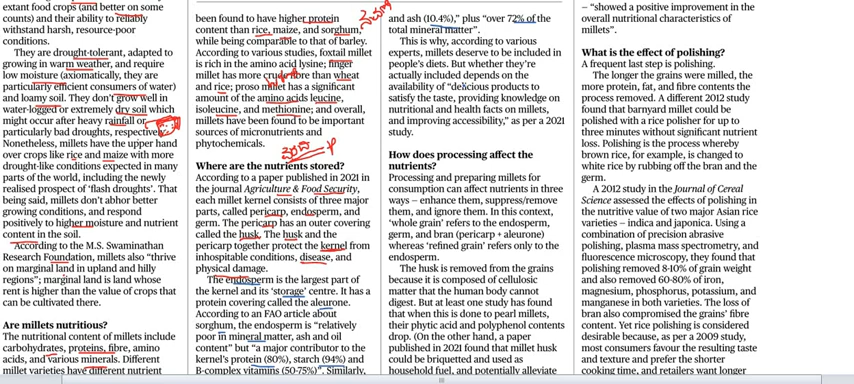 extant food crops (and better on some
counts) and their ability to reliably
withstand harsh, resource-poor
conditions.
They are drought-tolerant, adapted to
growing in warm weather, and require
low moisture (axiomatically, they are
particularly efficient consumers of water)
and loamy soil. They don't grow well in
water-logged or extremely dry soil which
might occur after heavy rainfall or
particularly bad droughts, respectively.
Nonetheless, millets have the upper hand
over crops like rice and maize with more
drought-like conditions expected in many
parts of the world, including the newly
realised prospect of 'flash droughts'. That
being said, millets don't abhor better
growing conditions, and respond
positively to higher moisture and nutrient
content in the soil.
According to the M.S. Swaminathan
Research Foundation, millets also "thrive
on marginal land in upland and hilly
regions"; marginal land is land whose
rent is higher than the value of crops that
can be cultivated there.
Are millets nutritious?
The nutritional content of millets include
carbohydrates, proteins, fibre, amino
acids, and various minerals. Different
millet varieties have different nutrient
been found to have higher protein
content than rice, maize, and sorghum,
while being comparable to that of barley.
According to various studies, foxtail millet
is rich in the amino acid lysine; finger
millet has more crude fibre than wheat
and rice; proso millet has a significant
amount of the amino acids leucine,
isoleucine, and methionine; and overall,
millets have been found to be important
sources of micronutrients and
phytochemicals.
Where are the nutrients stored?
According to a paper published in 2021 in
the journal Agriculture & Food Security,
each millet kernel consists of three major
parts, called pericarp, endosperm, and
germ. The pericarp has an outer covering
called the husk. The husk and the
pericarp together protect the kernel from
inhospitable conditions, disease, and
physical damage.
The endosperm is the largest part of
the kernel and its 'storage' centre. It has a
protein covering called the aleurone.
According to an FAO article about
sorghum, the endosperm is "relatively
poor in mineral matter, ash and oil
content" but "a major contributor to the
kernel's protein (80%), starch (94%) and
B-complex vitamins (50-75%)". Similarly,
and ash (10.4%)," plus "over 72% of the
total mineral matter".
This is why, according to various
experts, millets deserve to be included in
people's diets. But whether they're
actually included depends on the
availability of "delicious products to
satisfy the taste, providing knowledge on
nutritional and health facts on millets,
and improving accessibility," as per a 2021
study.
How does processing affect the
nutrients?
Processing and preparing millets for
consumption can affect nutrients in three
ways – enhance them, suppress/remove
them, and ignore them. In this context,
'whole grain' refers to the endosperm,
germ, and bran (pericarp + aleurone)
whereas 'refined grain' refers only to the
endosperm.
The husk is removed from the grains
because it is composed of cellulosic
matter that the human body cannot
digest. But at least one study has found
that when this is done to pearl millets,
their phytic acid and polyphenol contents
drop. (On the other hand, a paper
published in 2021 found that millet husk
could be briquetted and used as
household fuel, and potentially alleviate
– "showed a positive improvement in the
overall nutritional characteristics of
millets".
What is the effect of polishing?
A frequent last step is polishing.
The longer the grains were milled, the
more protein, fat, and fibre contents the
process removed. A different 2012 study
found that barnyard millet could be
polished with a rice polisher for up to
three minutes without significant nutrient
loss. Polishing is the process whereby
brown rice, for example, is changed to
white rice by rubbing off the bran and the
germ.
A 2012 study in the Journal of Cereal
Science assessed the effects of polishing in
the nutritive value of two major Asian rice
varieties – indica and japonica. Using a
combination of precision abrasive
polishing, plasma mass spectrometry, and
fluorescence microscopy, they found that
polishing removed 8-10% of grain weight
and also removed 60-80% of iron,
magnesium, phosphorus, potassium, and
manganese in both varieties. The loss of
bran also compromised the grains' fibre
content. Yet rice polishing is considered
desirable because, as per a 2009 study,
most consumers favour the resulting taste
and texture and prefer the shorter
cooking time, and retailers want longer